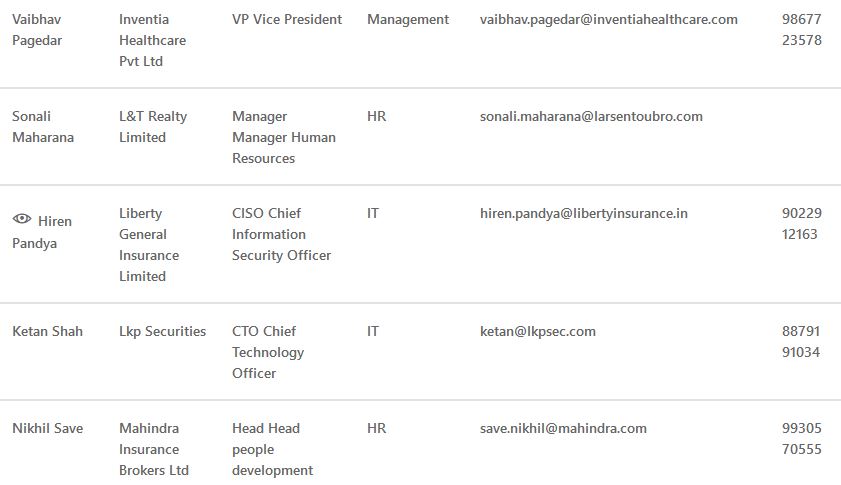 Vaibhav Inventia VP Vice President Management vaibhav.pagedar@inventiahealthcare.com 98677
Pagedar Healthcare 23578
Pvt Ltd
Sonali L&T Realty Manager HR sonali.maharana@larsentoubro.com
Maharana Limited Manager Human
Resources
Hiren Liberty CISO Chief IT hiren.pandya@libertyinsurance.in 90229
Pandya General Information 12163
Insurance Security Officer
Limited
Ketan Shah Lkp Securities CTO Chief IT ketan@lkpsec.com 88791
Technology 91034
Officer
Nikhil Save Mahindra Head Head HR save.nikhil@mahindra.com 99305
Insurance people 70555
Brokers Ltd development